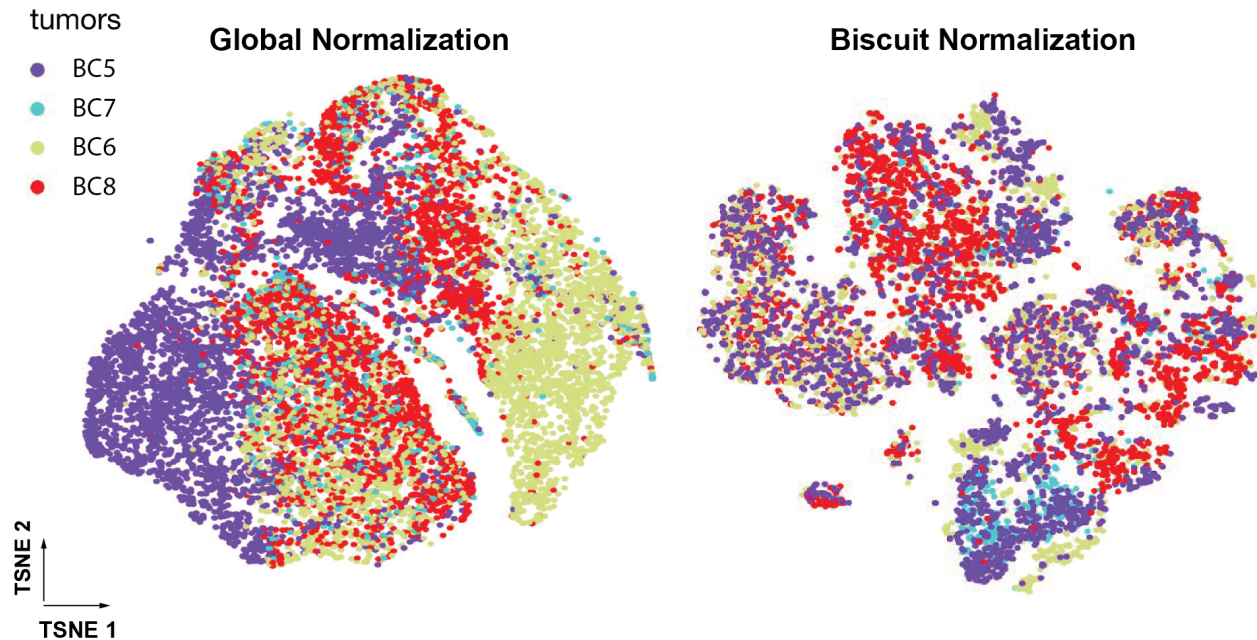 tumors
BC5
BC7
BC6
BC8
Global Normalization
Biscuit Normalization
TSNE 2
TSNE 1